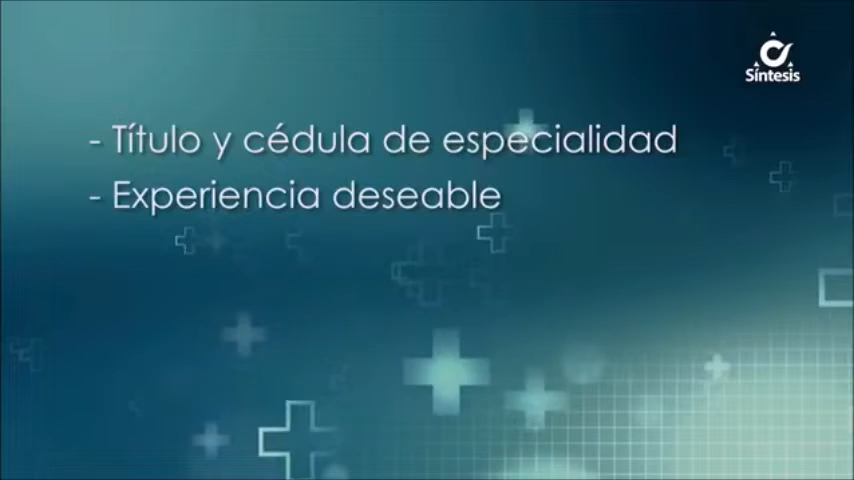 Síntesis
- Título y cédula de especialidad
- Experiencia deseable